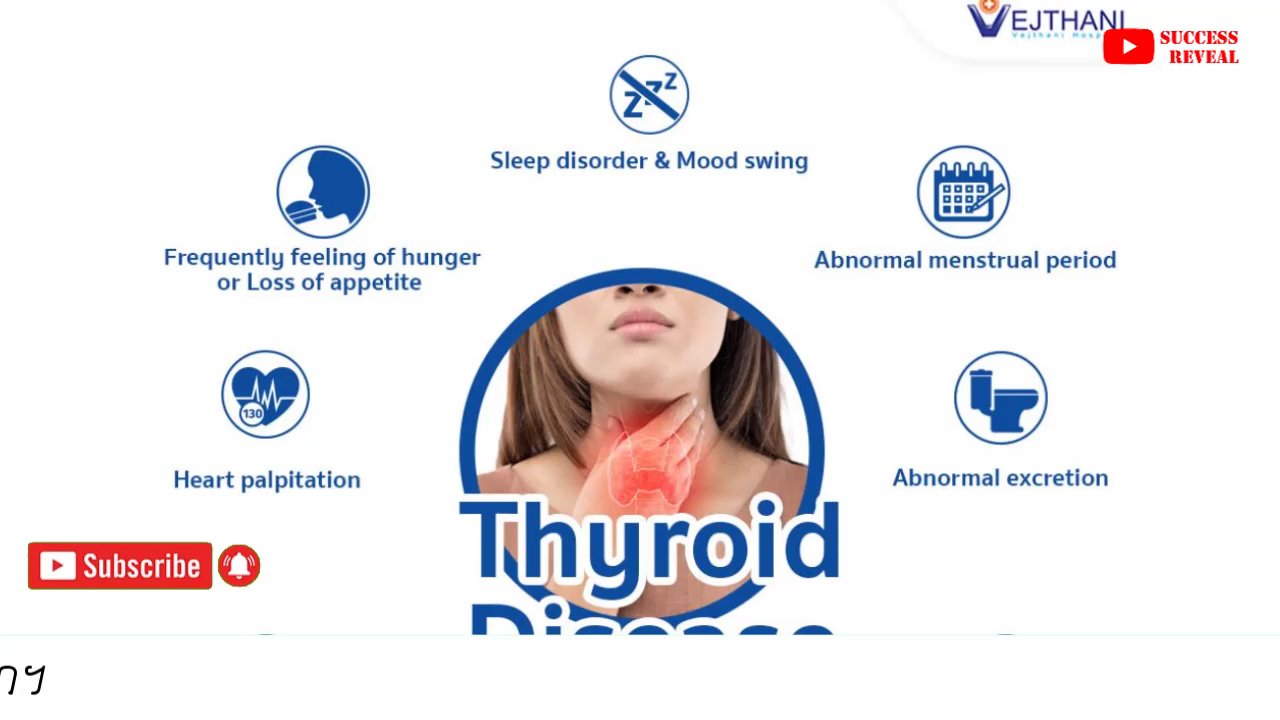 VEJTHANI
SUCCESS
REVEAL
Sleep disorder & Mood swing
Frequently feeling of hunger
or Loss of appetite
Abnormal menstrual period
130
Heart palpitation
Abnormal excretion
Thyroid
Disease
Subscribe